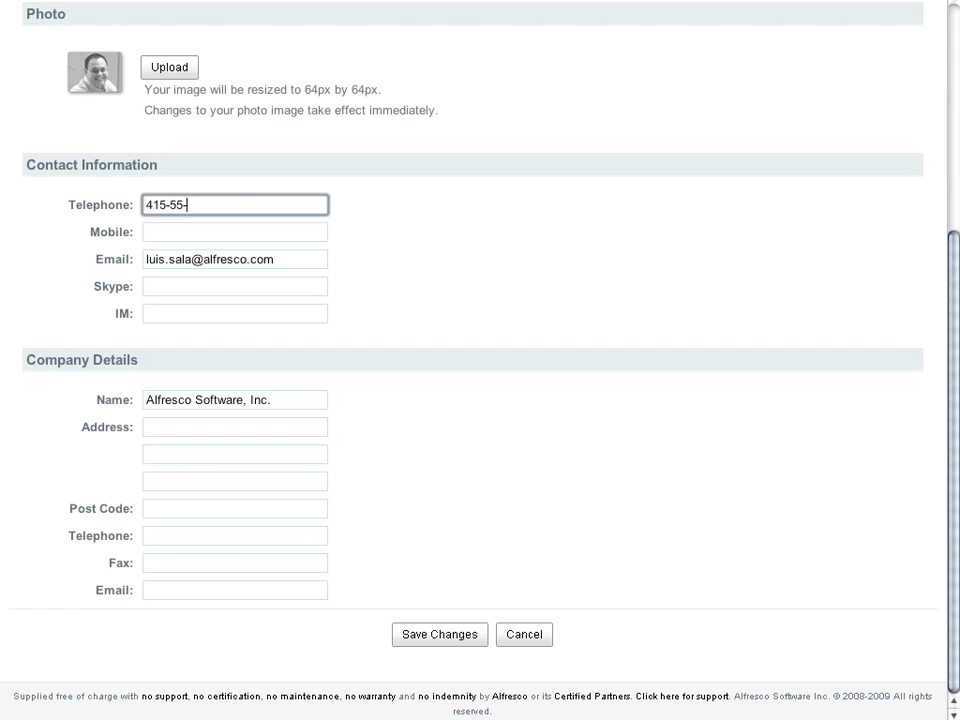 Photo
Upload
Your image will be resized to 64px by 64px.
Changes to your photo image take effect immediately.
Contact Information
Telephone: 415-55-
Mobile:
Email: luis.sala@alfresco.com
Skype:
IM:
Company Details
Name: Alfresco Software, Inc.
Address:
Post Code:
Telephone:
Fax:
Email:
Save Changes Cancel
Supplied free of charge with no support, no certification, no maintenance, no warranty and no indemnity by Alfresco or its Certified Partners. Click here for support. Alfresco Software Inc. © 2008-2009 All rights
reserved.